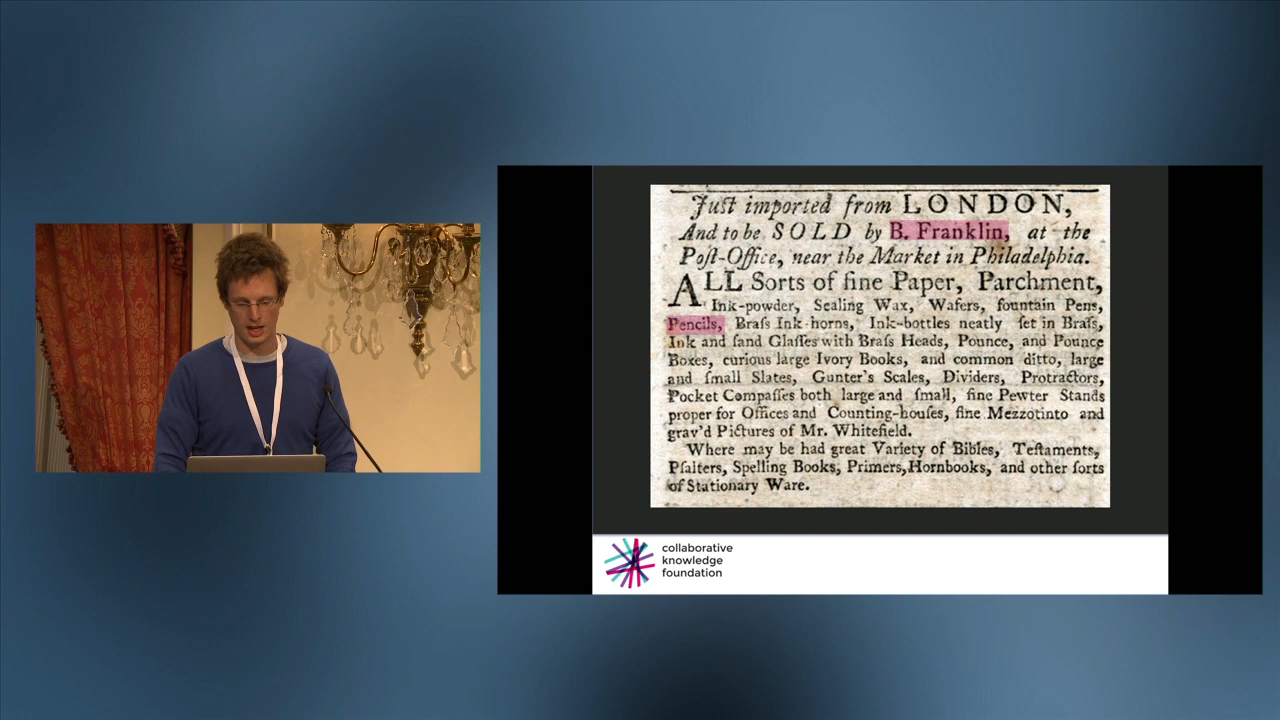 Juſt imported from LONDON,
And to be SOLD by B. Franklin, at the
Poſt-Office, near the Market in Philadelphia.
ALL Sorts of fine Paper, Parchment,
Ink-powder, Sealing Wax, Wafers, fountain Pens,
Pencils, Braſs Ink-horns, Ink-bottles neatly ſet in Braſs,
Ink and ſand Glaſſes with Braſs Heads, Pounce, and Pounce
Boxes, curious large Ivory Books, and common ditto, large
and ſmall Slates, Gunter's Scales, Dividers, Protractors,
Pocket Compaſſes both large and ſmall, fine Pewter Stands
proper for Offices and Counting-houſes, fine Mezzotinto and
grav'd Pictures of Mr. Whitefield.
Where may be had great Variety of Bibles, Teſtaments,
Pſalters, Spelling Books, Primers, Hornbooks, and other ſorts
of Stationary Ware.
collaborative
knowledge
foundation